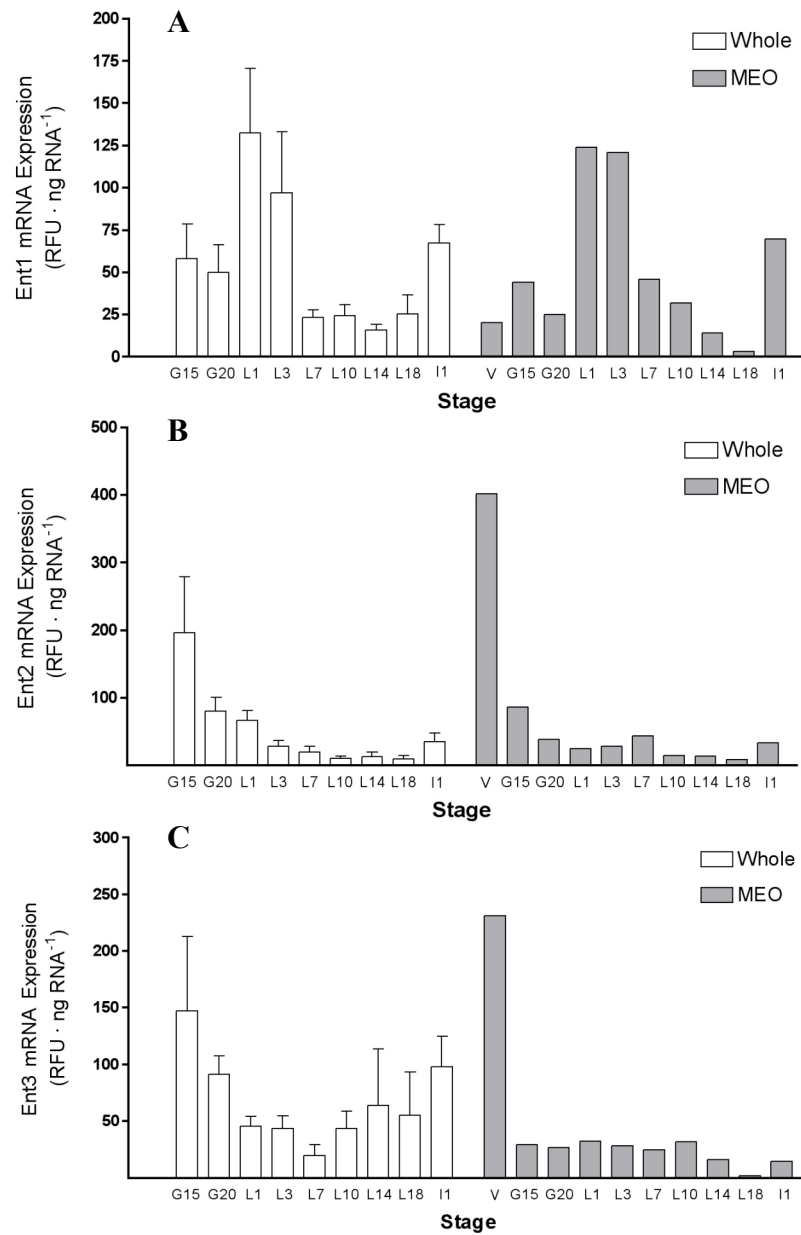 A
Whole
MEO
Ent1 mRNA Expression
(RFU · ng RNA⁻¹)
200
175
150
125
100
75
50
25
0
G15 G20 L1 L3 L7 L10 L14 L18 I1 V G15 G20 L1 L3 L7 L10 L14 L18 I1
Stage
B
Whole
MEO
Ent2 mRNA Expression
(RFU · ng RNA⁻¹)
500
400
300
200
100
G15 G20 L1 L3 L7 L10 L14 L18 I1 V G15 G20 L1 L3 L7 L10 L14 L18 I1
Stage
C
Whole
MEO
Ent3 mRNA Expression
(RFU · ng RNA⁻¹)
300
250
200
150
100
50
G15 G20 L1 L3 L7 L10 L14 L18 I1 V G15 G20 L1 L3 L7 L10 L14 L18 I1
Stage